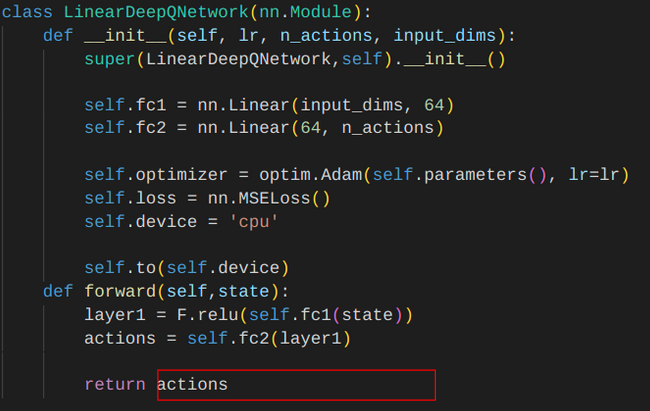 class LinearDeepQNetwork(nn.Module):
    def __init__(self, lr, n_actions, input_dims):
        super(LinearDeepQNetwork,self).__init__()
        self.fc1 = nn.Linear(input_dims, 64)
        self.fc2 = nn.Linear(64, n_actions)
        self.optimizer = optim.Adam(self.parameters(), lr=lr)
        self.loss = nn.MSELoss()
        self.device = 'cpu'
        self.to(self.device)
    def forward(self,state):
        layer1 = F.relu(self.fc1(state))
        actions = self.fc2(layer1)
        return actions